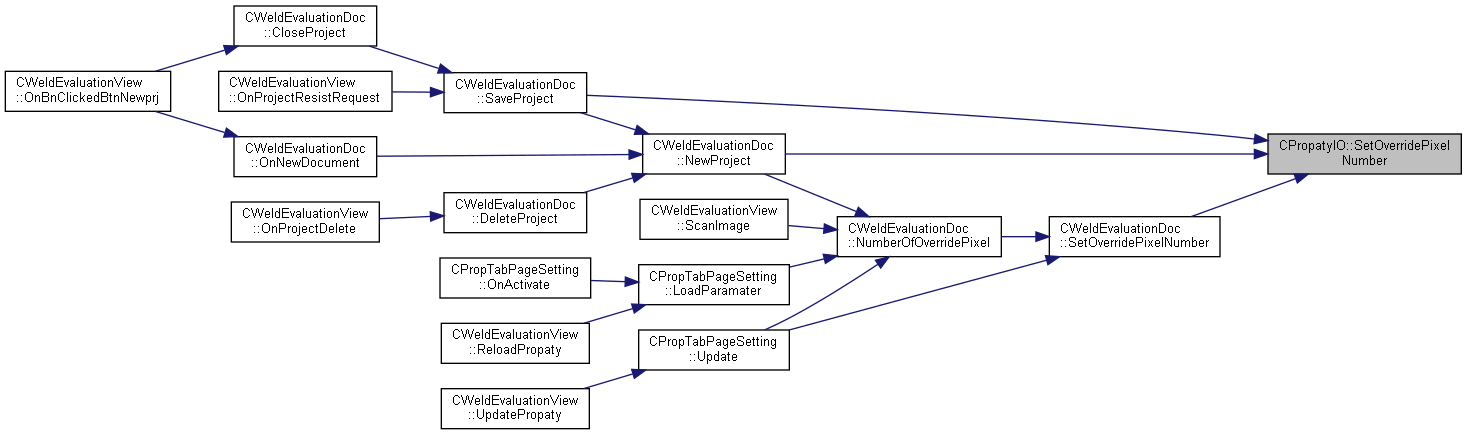 CWeldEvaluationDoc
::CloseProject
CWeldEvaluationView
::OnBnClickedBtnNewprj
CWeldEvaluationView
::OnProjectResistRequest
CWeldEvaluationDoc
::SaveProject
CWeldEvaluationDoc
::OnNewDocument
CWeldEvaluationDoc
::NewProject
CPropatyIO::SetOverridePixel
Number
CWeldEvaluationView
::OnProjectDelete
CWeldEvaluationDoc
::DeleteProject
CWeldEvaluationView
::ScanImage
CWeldEvaluationDoc
::NumberOfOverridePixel
CWeldEvaluationDoc
::SetOverridePixelNumber
CPropTabPageSetting
::OnActivate
CPropTabPageSetting
::LoadParamater
CWeldEvaluationView
::ReloadPropaty
CPropTabPageSetting
::Update
CWeldEvaluationView
::UpdatePropaty